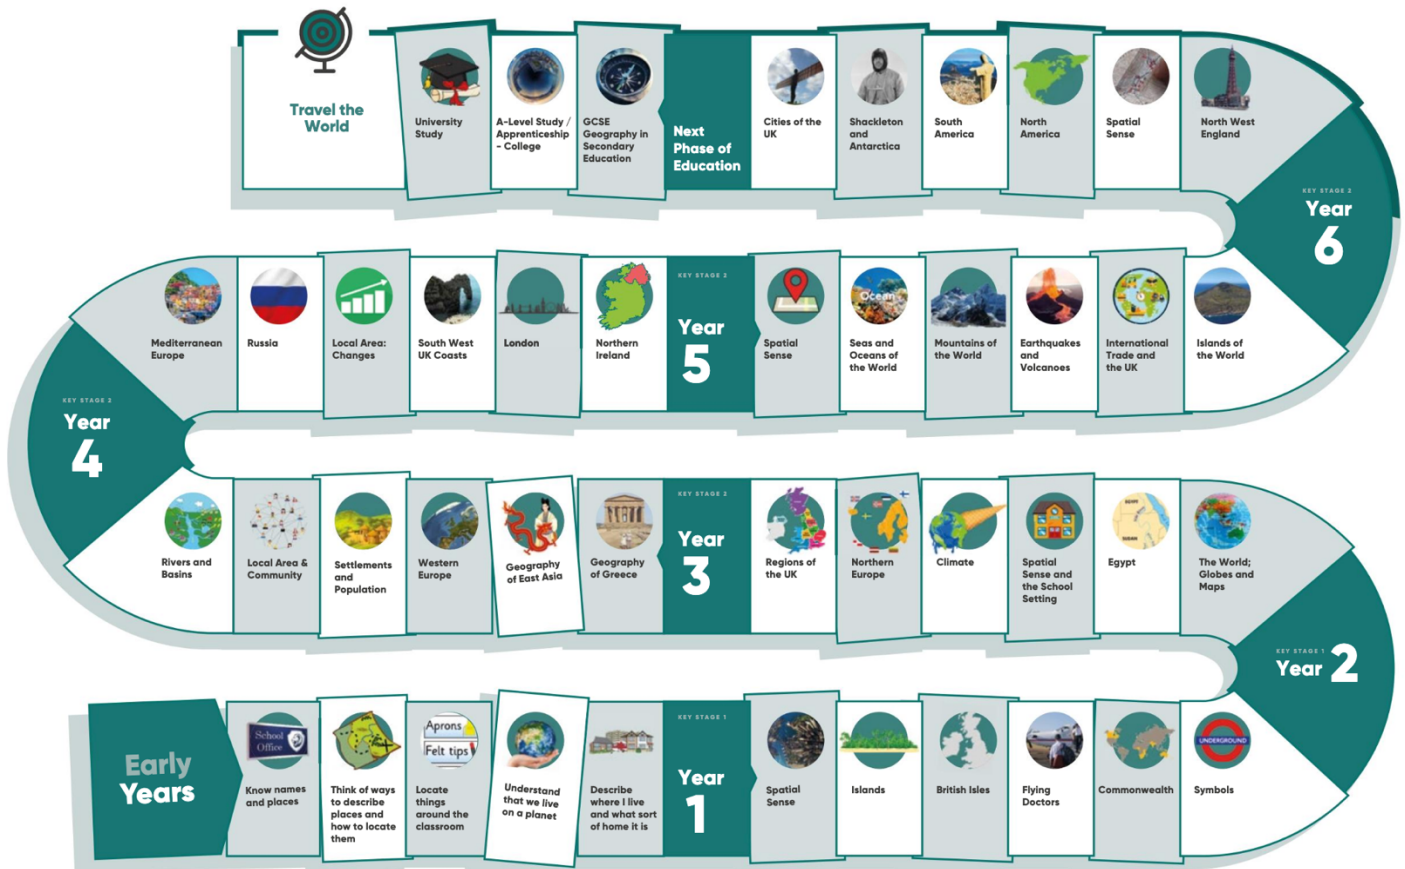 Travel the
World
University
Study
A-Level Study /
Apprenticeship
- College
GCSE
Geography in
Secondary
Education
Next
Phase of
Education
Cities of the
UK
Shackleton
and
Antarctica
South
America
North
America
Spatial
Sense
North West
England
KEY STAGE 2
Year
6
Mediterranean
Europe
Russia
Local Area:
Changes
South West
UK Coasts
London
Northern
Ireland
KEY STAGE 2
Year
5
Spatial
Sense
Ocean
Seas and
Oceans of
the World
Mountains of
the World
Earthquakes
and
Volcanoes
International
Trade and
the UK
Islands of
the World
KEY STAGE 2
Year
4
Rivers and
Basins
Local Area &
Community
Settlements
and
Population
Western
Europe
Geography
of East Asia
Geography
of Greece
KEY STAGE 2
Year
3
Regions of
the UK
Northern
Europe
Climate
Spatial
Sense and
the School
Setting
EGYPT
SUDAN
Egypt
The World;
Globes and
Maps
KEY STAGE 1
Year 2
Early
Years
School
Office
Know names
and places
Think of ways
to describe
places and
how to locate
them
Aprons
Felt tips
Locate
things
around the
classroom
Understand
that we live
on a planet
Describe
where I live
and what sort
of home it is
KEY STAGE 1
Year
1
Spatial
Sense
Islands
British Isles
Flying
Doctors
Commonwealth
UNDERGROUND
Symbols